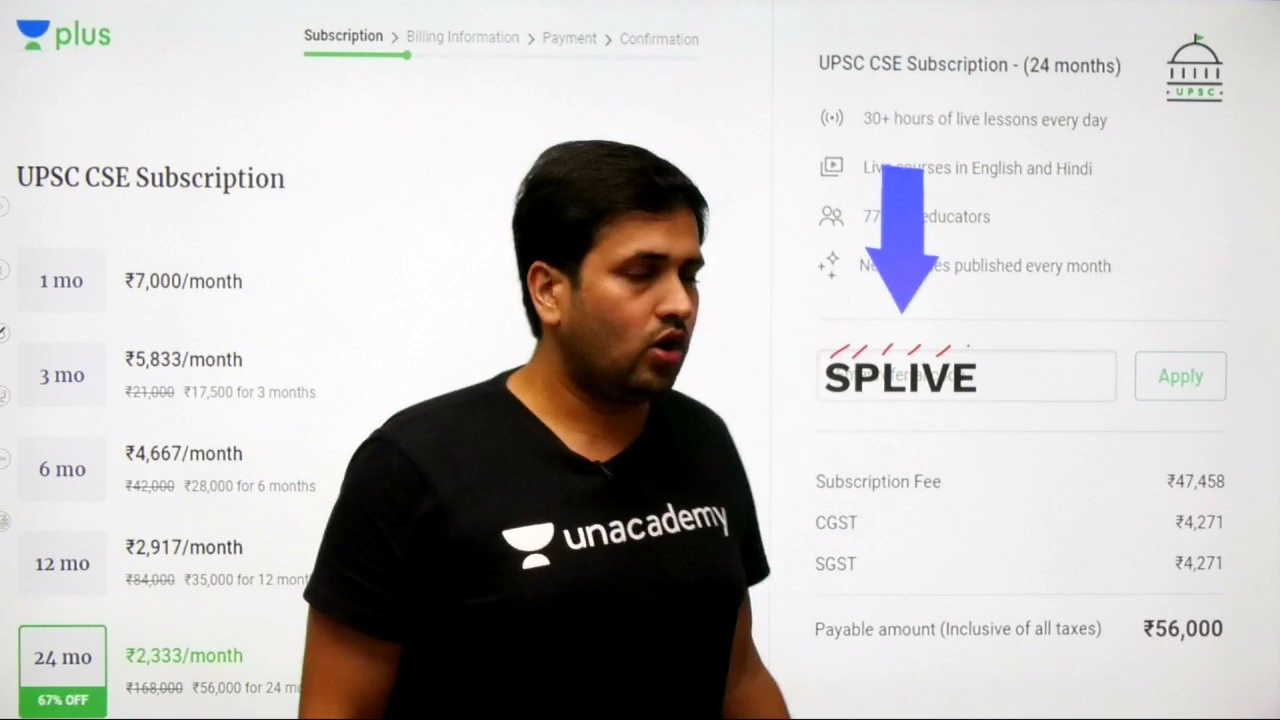 plus
Subscription > Billing Information > Payment > Confirmation
UPSC CSE Subscription
1 mo ₹7,000/month
3 mo ₹5,833/month
₹21,000 ₹17,500 for 3 months
6 mo ₹4,667/month
₹42,000 ₹28,000 for 6 months
12 mo ₹2,917/month
₹84,000 ₹35,000 for 12 mont
24 mo ₹2,333/month
67% OFF ₹168,000 ₹56,000 for 24
unacademy
UPSC CSE Subscription - (24 months)
UPSC
30+ hours of live lessons every day
courses in English and Hindi
educators
published every month
SPLIVE
Apply
Subscription Fee ₹47,458
CGST ₹4,271
SGST ₹4,271
Payable amount (Inclusive of all taxes) ₹56,000